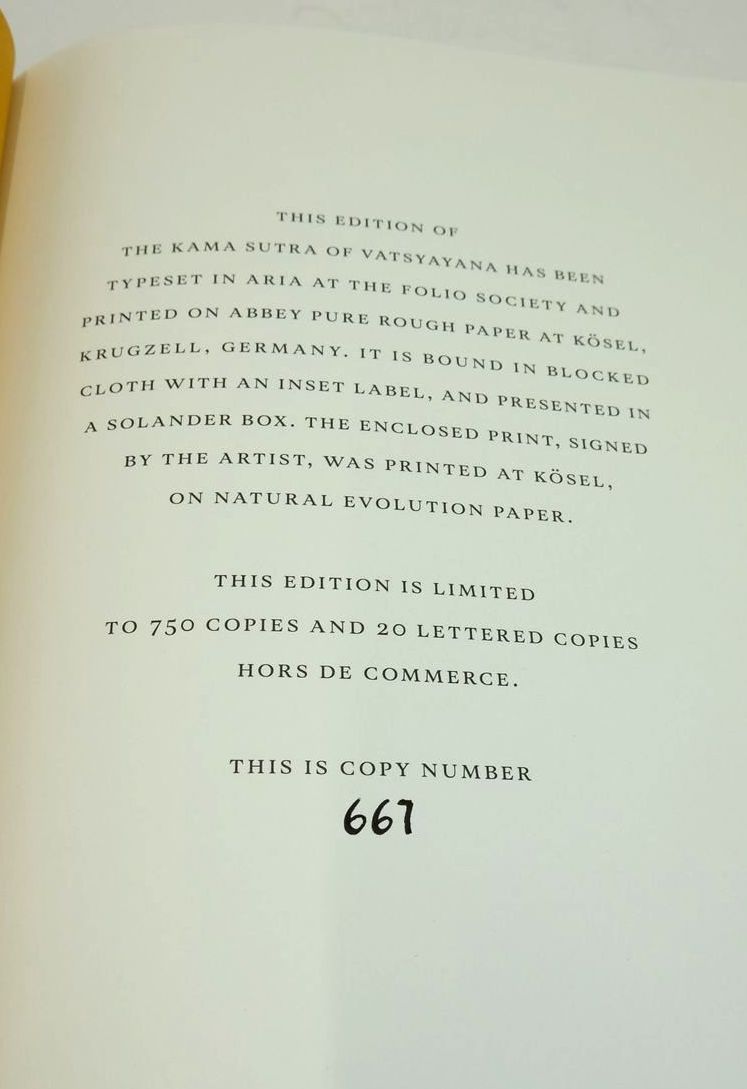 THIS EDITION OF
THE KAMA SUTRA OF VATSYAYANA HAS BEEN
TYPESET IN ARIA AT THE FOLIO SOCIETY AND
PRINTED ON ABBEY PURE ROUGH PAPER AT KÖSEL,
KRUGZELL, GERMANY. IT IS BOUND IN BLOCKED
CLOTH WITH AN INSET LABEL, AND PRESENTED IN
A SOLANDER BOX. THE ENCLOSED PRINT, SIGNED
BY THE ARTIST, WAS PRINTED AT KÖSEL,
ON NATURAL EVOLUTION PAPER.
THIS EDITION IS LIMITED
TO 750 COPIES AND 20 LETTERED COPIES
HORS DE COMMERCE.
THIS IS COPY NUMBER
667